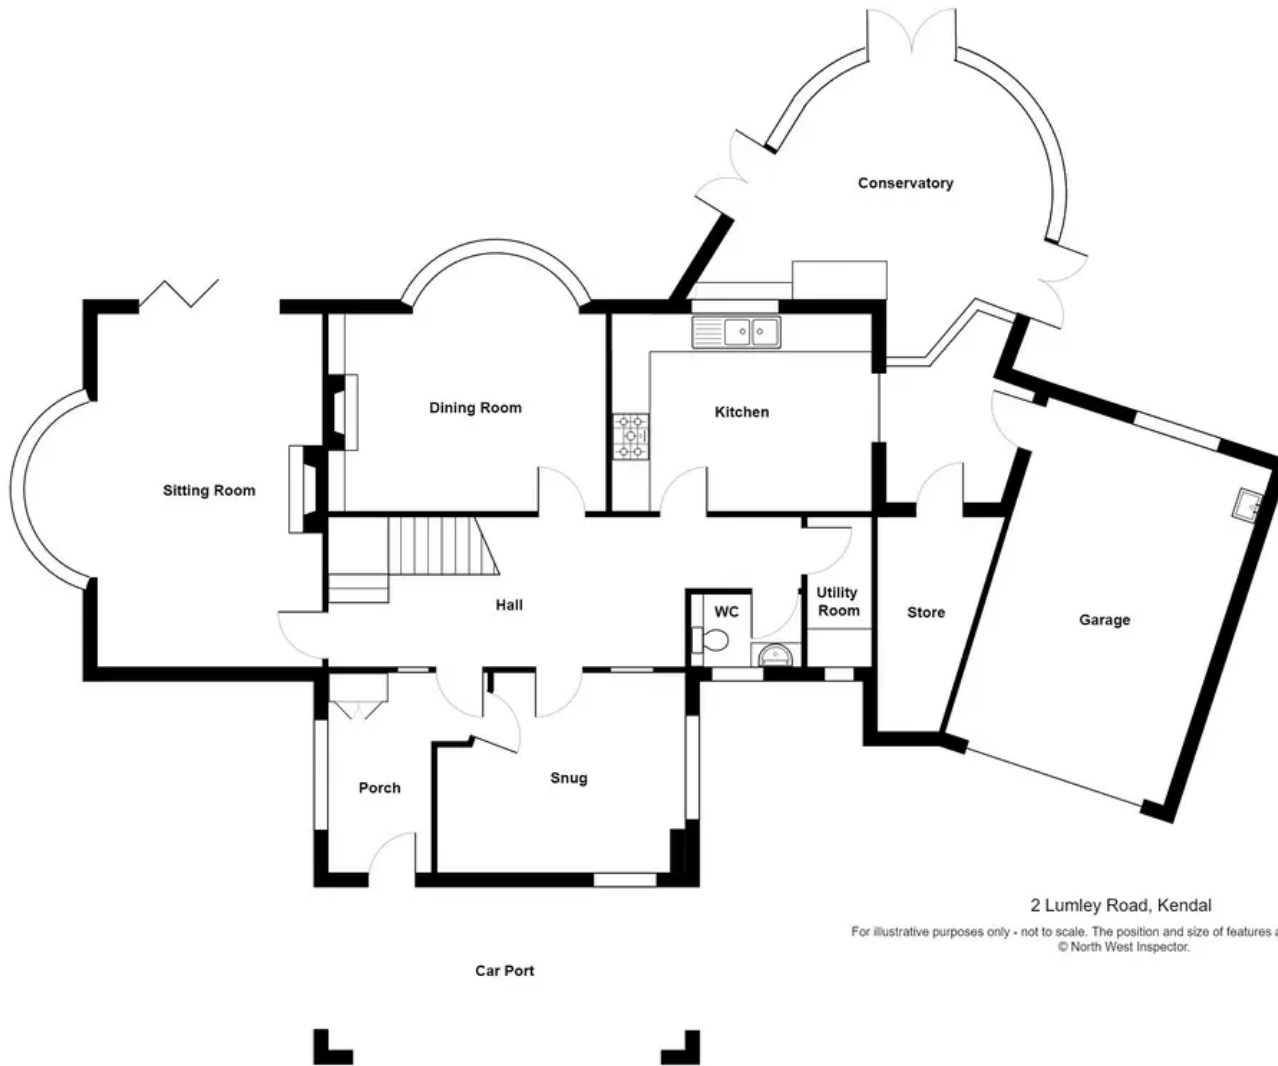 Conservatory
Dining Room
Kitchen
Sitting Room
Hall
WC
Utility
Room
Store
Garage
Porch
Snug
Car Port
2 Lumley Road, Kendal
For illustrative purposes only - not to scale. The position and size of features a
© North West Inspector.